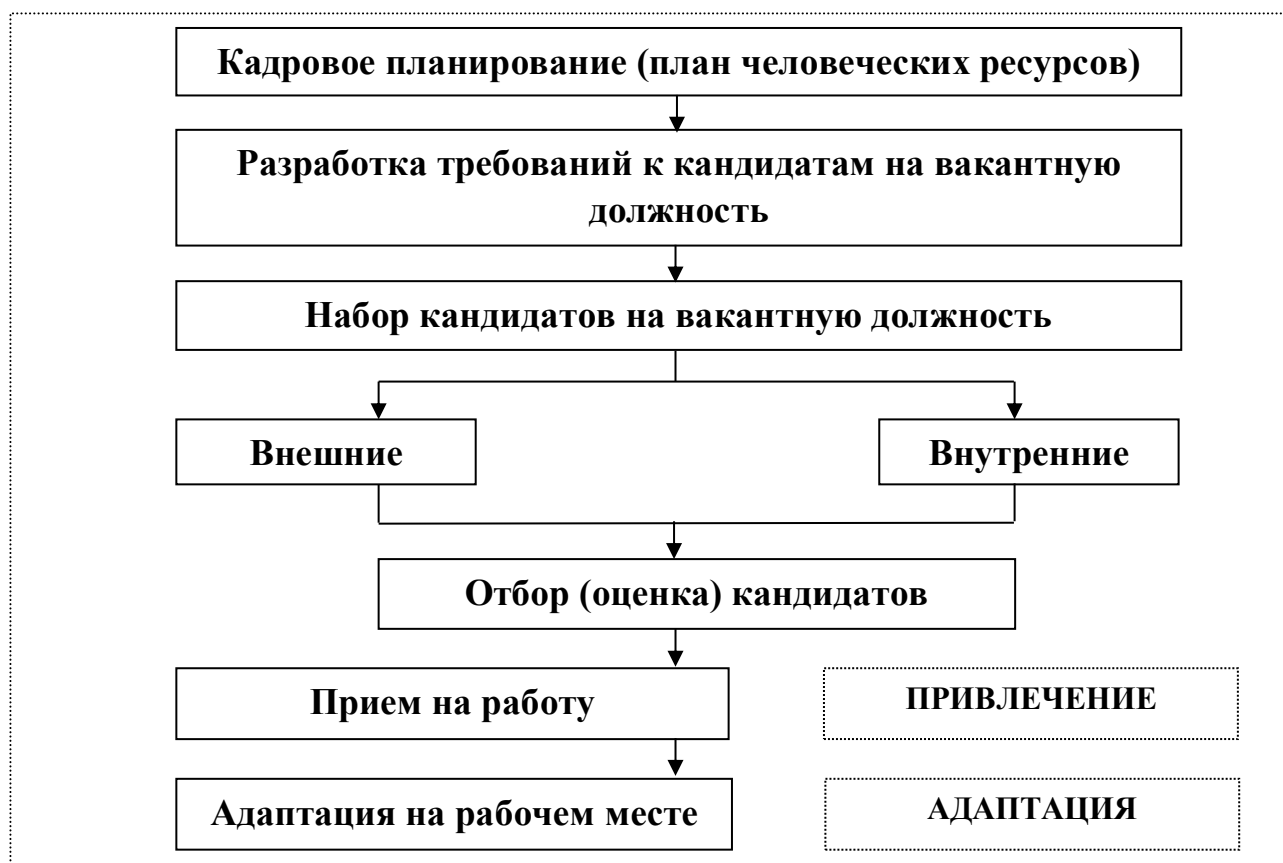 Кадровое планирование (план человеческих ресурсов)
Разработка требований к кандидатам на вакантную
должность
Набор кандидатов на вакантную должность
Внешние
Внутренние
Отбор (оценка) кандидатов
Прием на работу
ПРИВЛЕЧЕНИЕ
Адаптация на рабочем месте
АДАПТАЦИЯ